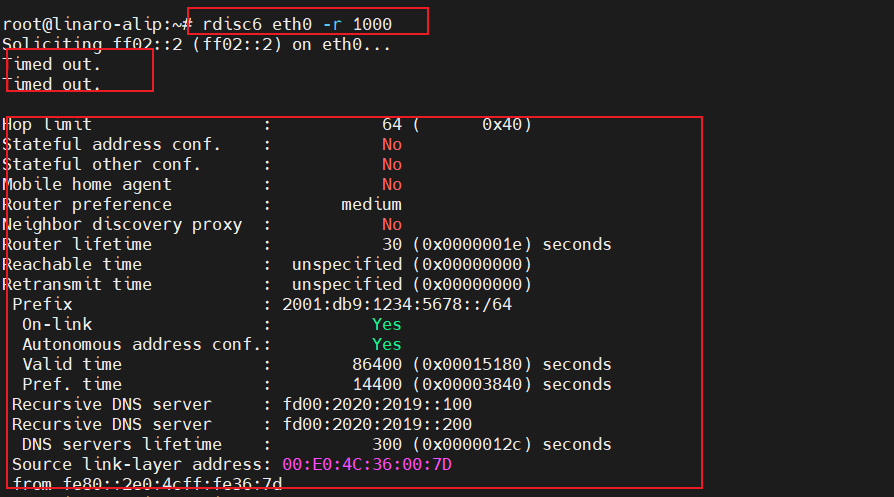 root@linaro-alip:~# rdisc6 eth0 -r 1000
Soliciting ff02::2 (ff02::2) on eth0...
Timed out.
Timed out.
Hop limit                 :           64 (      0x40)
Stateful address conf.    :           No
Stateful other conf.      :           No
Mobile home agent         :           No
Router preference         :       medium
Neighbor discovery proxy  :           No
Router lifetime           :           30 (0x0000001e) seconds
Reachable time            :  unspecified (0x00000000)
Retransmit time           :  unspecified (0x00000000)
 Prefix                   : 2001:db9:1234:5678::/64
  On-link                 :          Yes
  Autonomous address conf.:          Yes
  Valid time              :        86400 (0x00015180) seconds
  Pref. time              :        14400 (0x00003840) seconds
 Recursive DNS server     : fd00:2020:2019::100
 Recursive DNS server     : fd00:2020:2019::200
  DNS servers lifetime    :          300 (0x0000012c) seconds
 Source link-layer address: 00:E0:4C:36:00:7D
 from fe80::2e0:4cff:fe36:7d